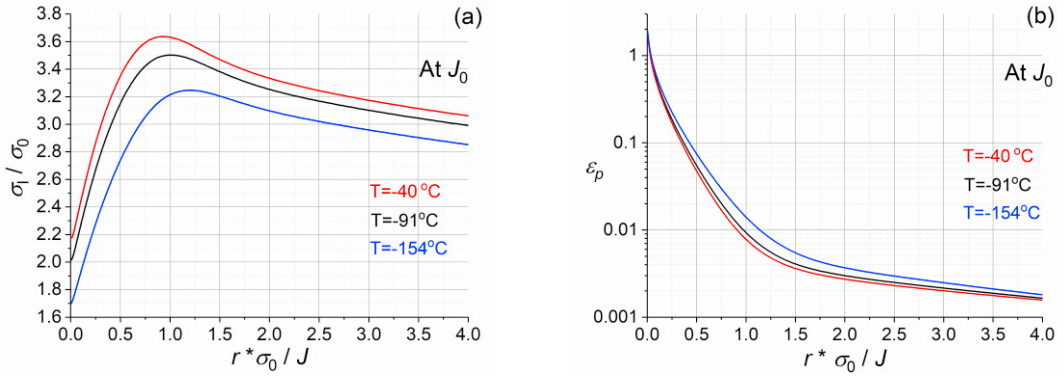 (a)
3.8
3.6
3.4
3.2
3.0
2.8
2.6
2.4
2.2
2.0
1.8
1.6
σ₁ / σ₀
At J₀
T=-40 °C
T=-91°C
T=-154°C
0.0 0.5 1.0 1.5 2.0 2.5 3.0 3.5 4.0
r * σ₀ / J
(b)
1
0.1
0.01
0.001
εₚ
At J₀
T=-40 °C
T=-91°C
T=-154°C
0.0 0.5 1.0 1.5 2.0 2.5 3.0 3.5 4.0
r * σ₀ / J